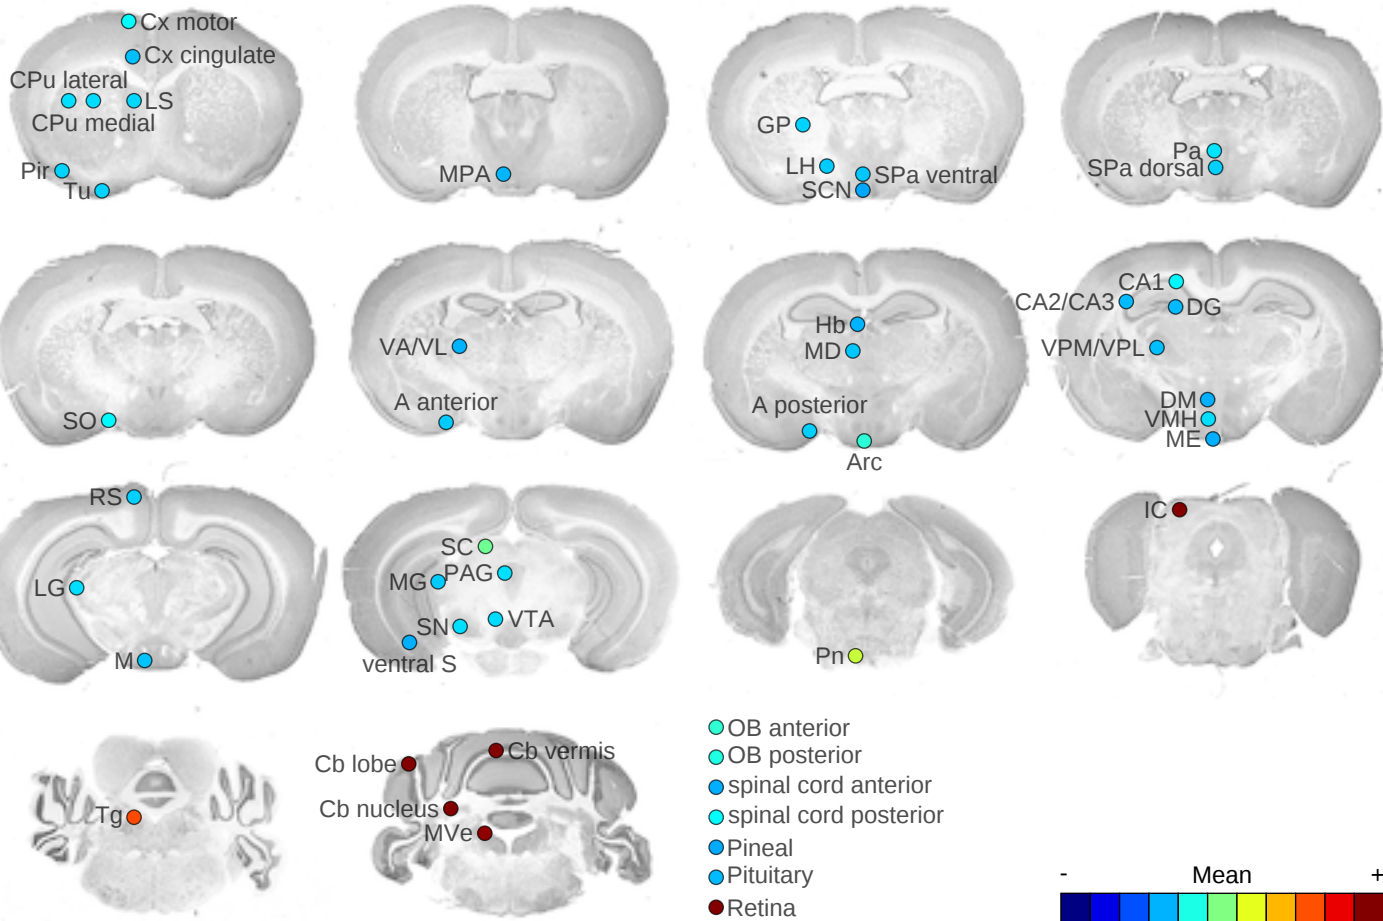 Cx motor
Cx cingulate
CPu lateral
LS
CPu medial
Pir
Tu
MPA
GP
LH
SPa ventral
SCN
Pa
SPa dorsal
SO
VA/VL
A anterior
Hb
MD
A posterior
Arc
CA1
CA2/CA3
DG
VPM/VPL
DM
VMH
ME
RS
LG
M
SC
MG
PAG
SN
VTA
ventral S
Pn
IC
Tg
Cb lobe
Cb vermis
Cb nucleus
MVe
OB anterior
OB posterior
spinal cord anterior
spinal cord posterior
Pineal
Pituitary
Retina
- Mean +